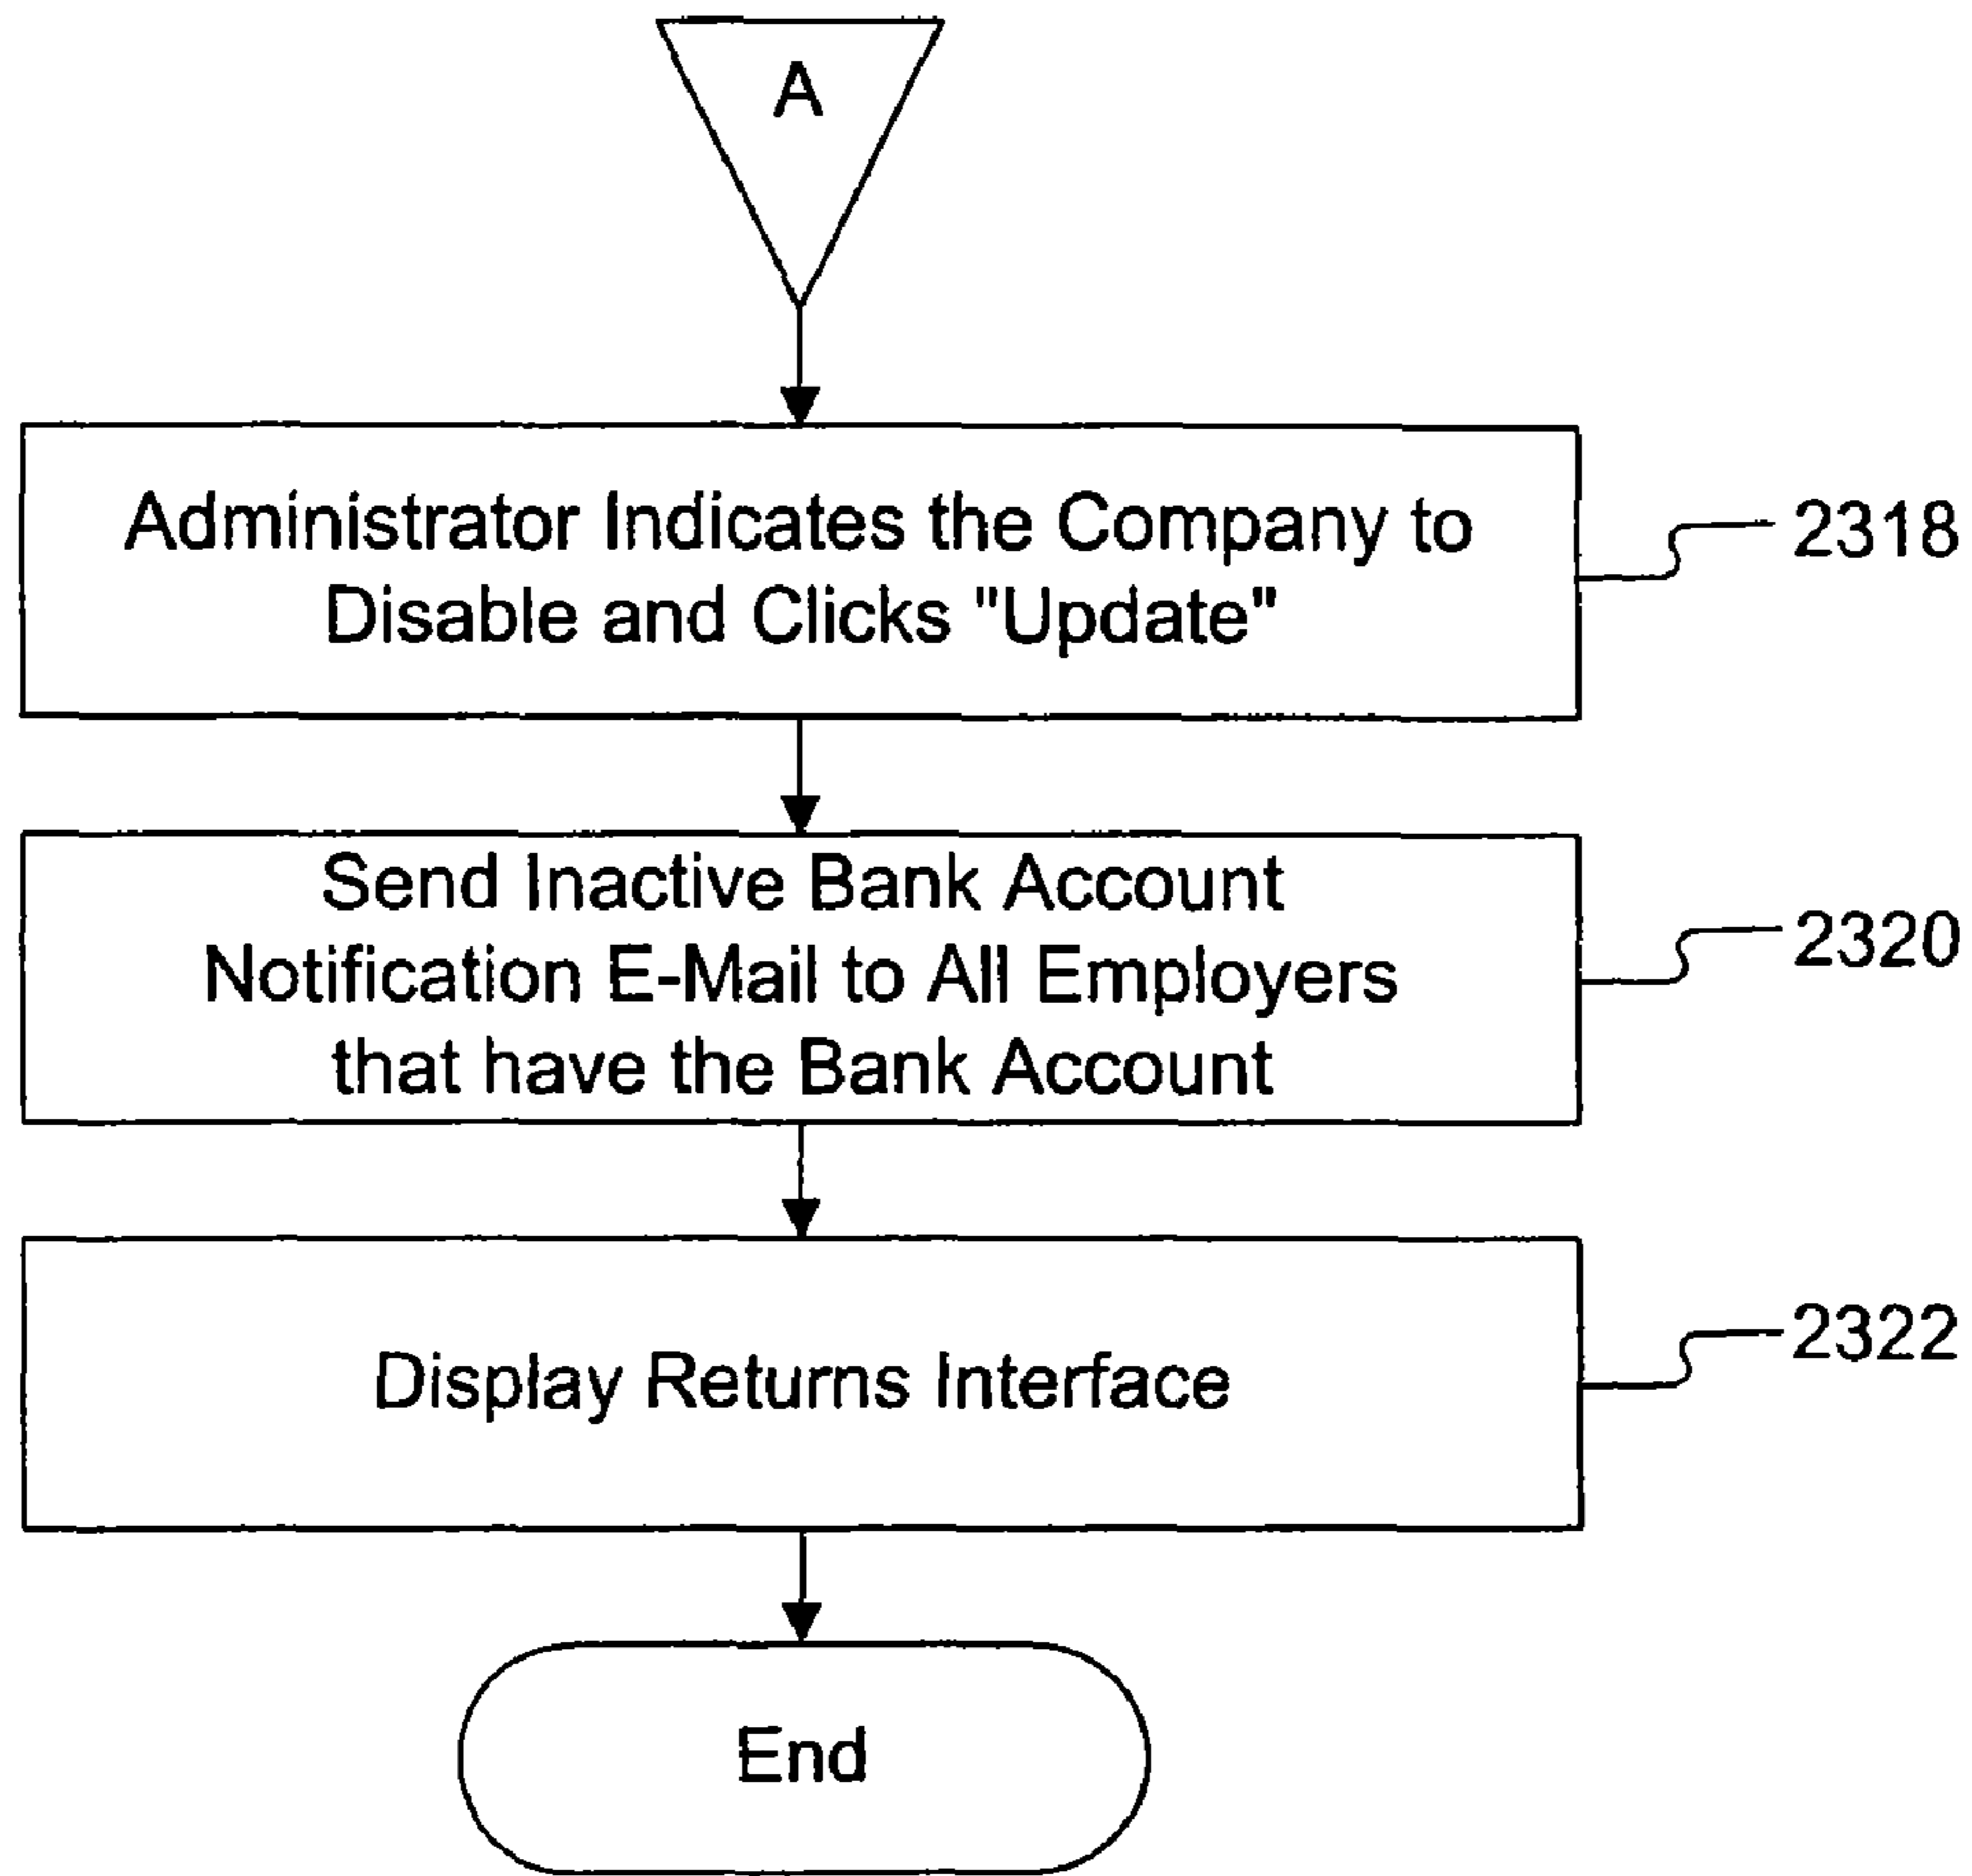 A
Administrator Indicates the Company to
Disable and Clicks "Update"
2318
Send Inactive Bank Account
Notification E-Mail to All Employers
that have the Bank Account
2320
Display Returns Interface
2322
End